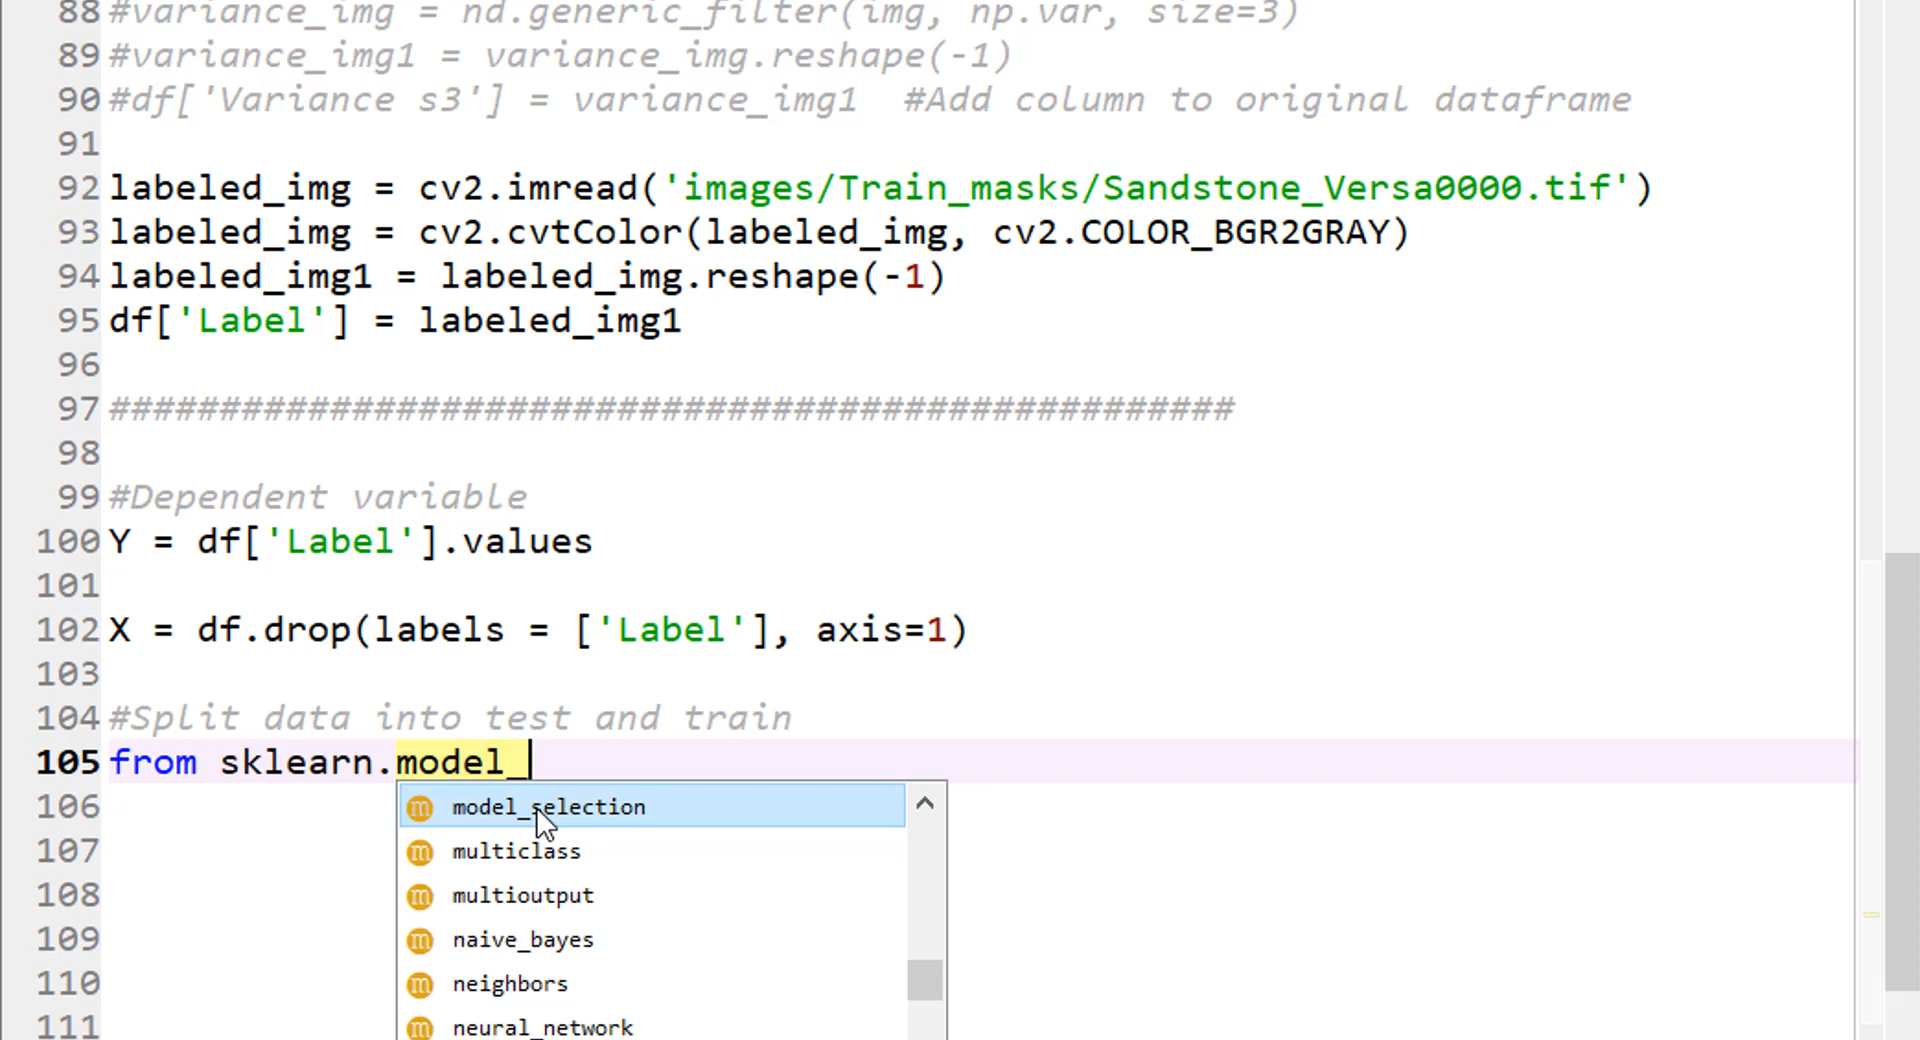 88 #variance_img = nd.generic_filter(img, np.var, size=3)
89 #variance_img1 = variance_img.reshape(-1)
90 #df['Variance s3'] = variance_img1  #Add column to original dataframe
91
92 labeled_img = cv2.imread('images/Train_masks/Sandstone_Versa0000.tif')
93 labeled_img = cv2.cvtColor(labeled_img, cv2.COLOR_BGR2GRAY)
94 labeled_img1 = labeled_img.reshape(-1)
95 df['Label'] = labeled_img1
96
97 ###################################################
98
99 #Dependent variable
100 Y = df['Label'].values
101
102 X = df.drop(labels = ['Label'], axis=1)
103
104 #Split data into test and train
105 from sklearn.model_
106 m model_selection
107 m multiclass
108 m multioutput
109 m naive_bayes
110 m neighbors
111 m neural_network